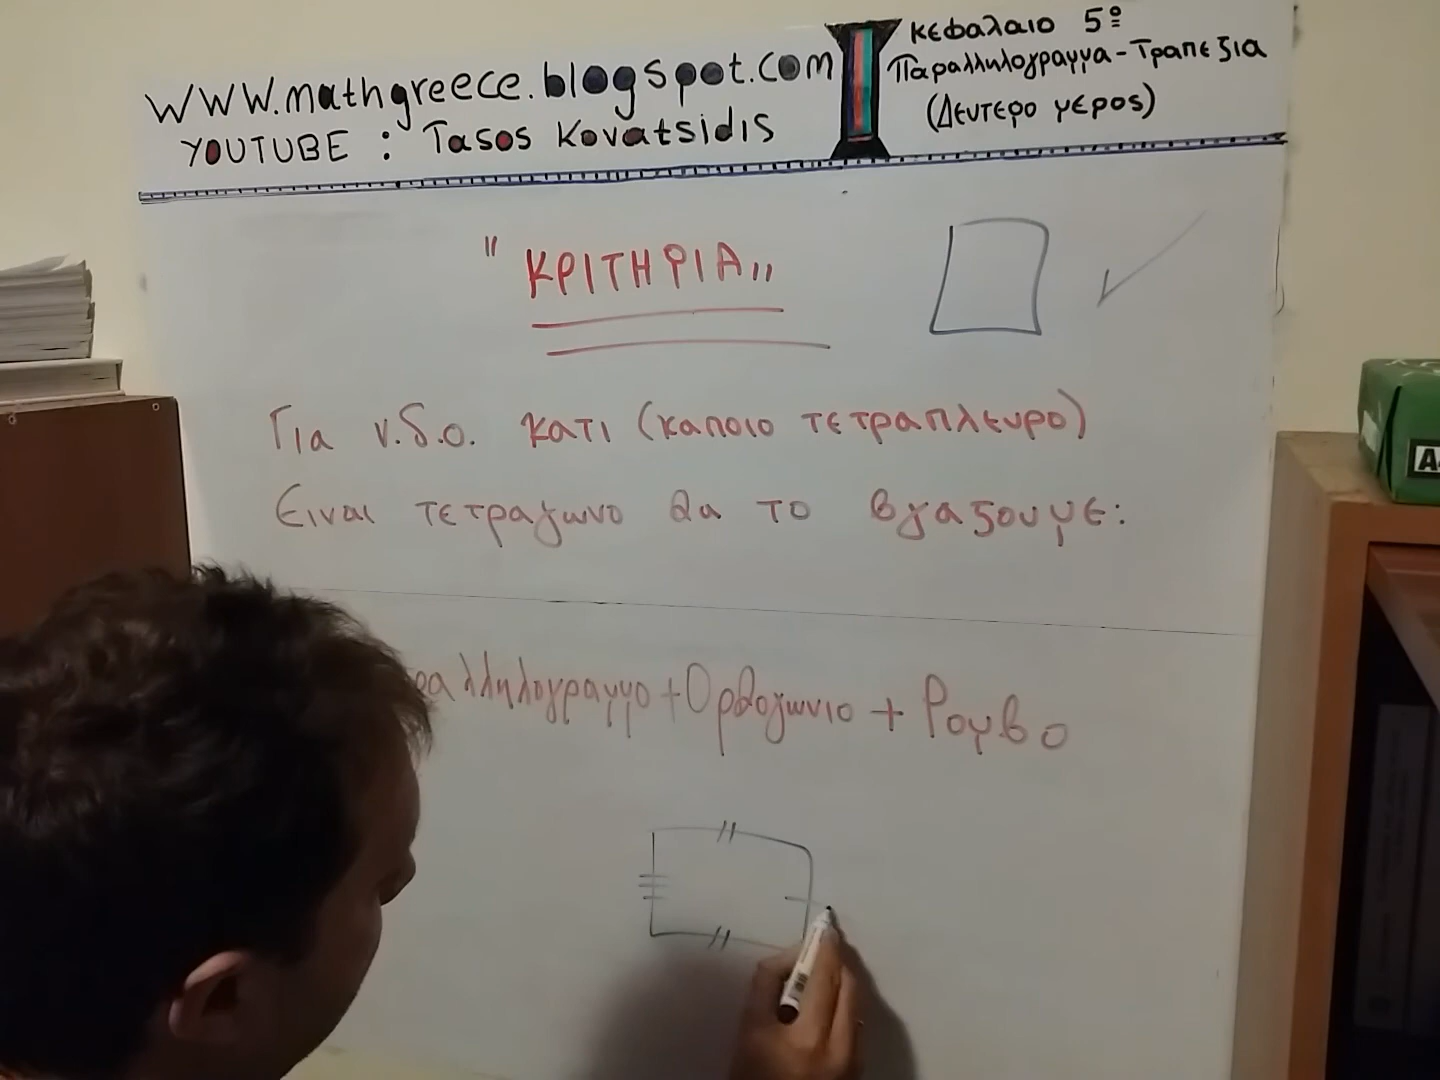 www.mathgreece.blogspot.com
YOUTUBE : Tasos Kovatsidis
κεφαλαιο 5º
Παραλληλογραμμα-Τραπεζια
(Δευτερο μερος)
"ΚΡΙΤΗΡΙΑ"
Για ν.δ.ο. κατι (καποιο τετραπλευρο)
Ειναι τετραγωνο θα το βγαζουμε:
ραλληλογραμμο+Ορθογωνιο + Ρομβο
A